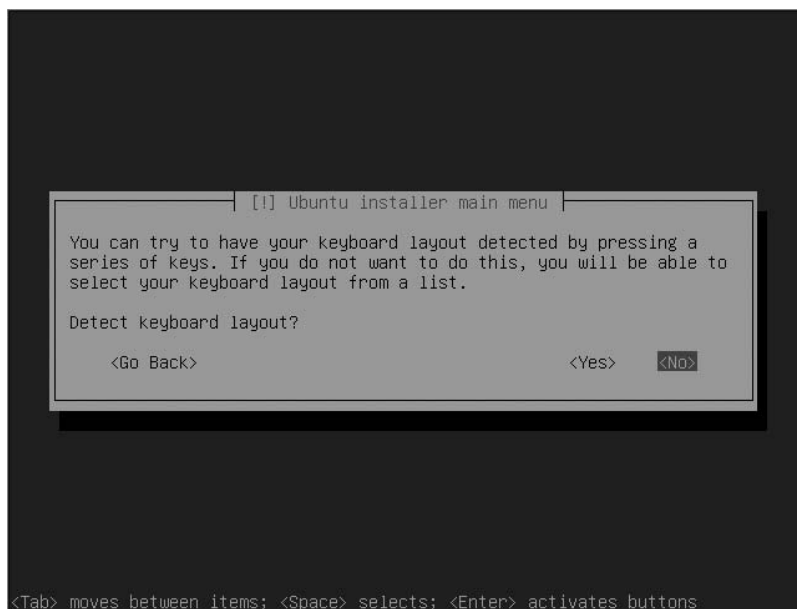 [!] Ubuntu installer main menu
You can try to have your keyboard layout detected by pressing a
series of keys. If you do not want to do this, you will be able to
select your keyboard layout from a list.
Detect keyboard layout?
<Go Back> <Yes> <No>
<Tab> moves between items; <Space> selects; <Enter> activates buttons